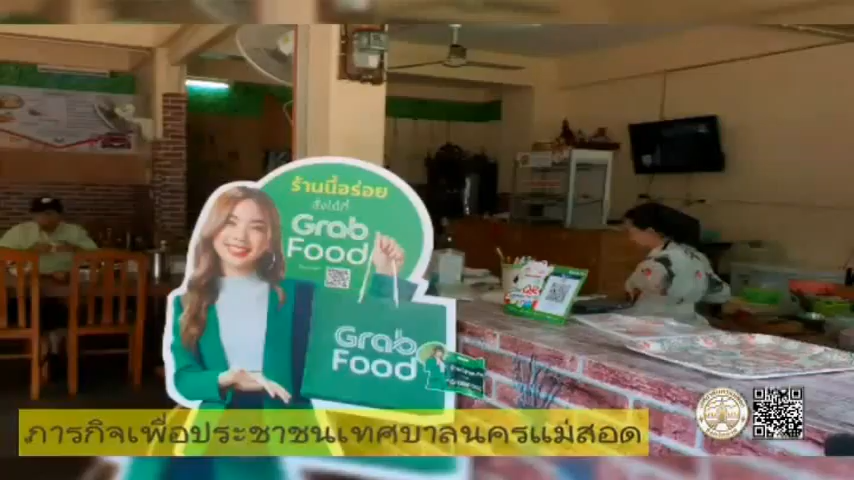 ร้านนี้อร่อย
สั่งได้ที่
Grab
Food
Grab
Food
ภารกิจเพื่อประชาชนเทศบาลนครแม่สอด